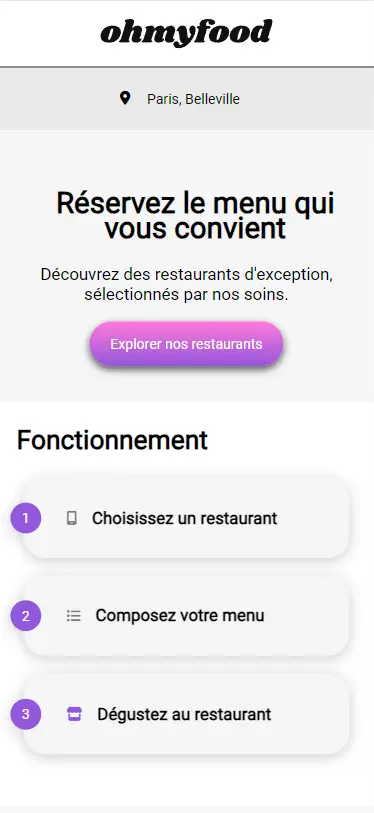 ohmyfood
Paris, Belleville
Réservez le menu qui
vous convient
Découvrez des restaurants d'exception,
sélectionnés par nos soins.
Explorer nos restaurants
Fonctionnement
1 Choisissez un restaurant
2 Composez votre menu
3 Dégustez au restaurant